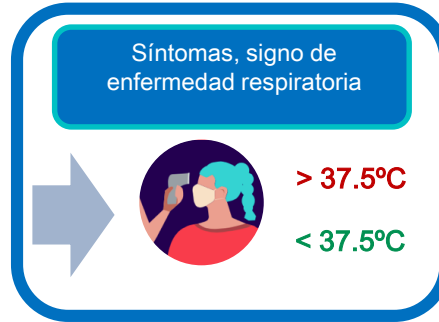 Síntomas, signo de
enfermedad respiratoria
> 37.5ºC
< 37.5ºC